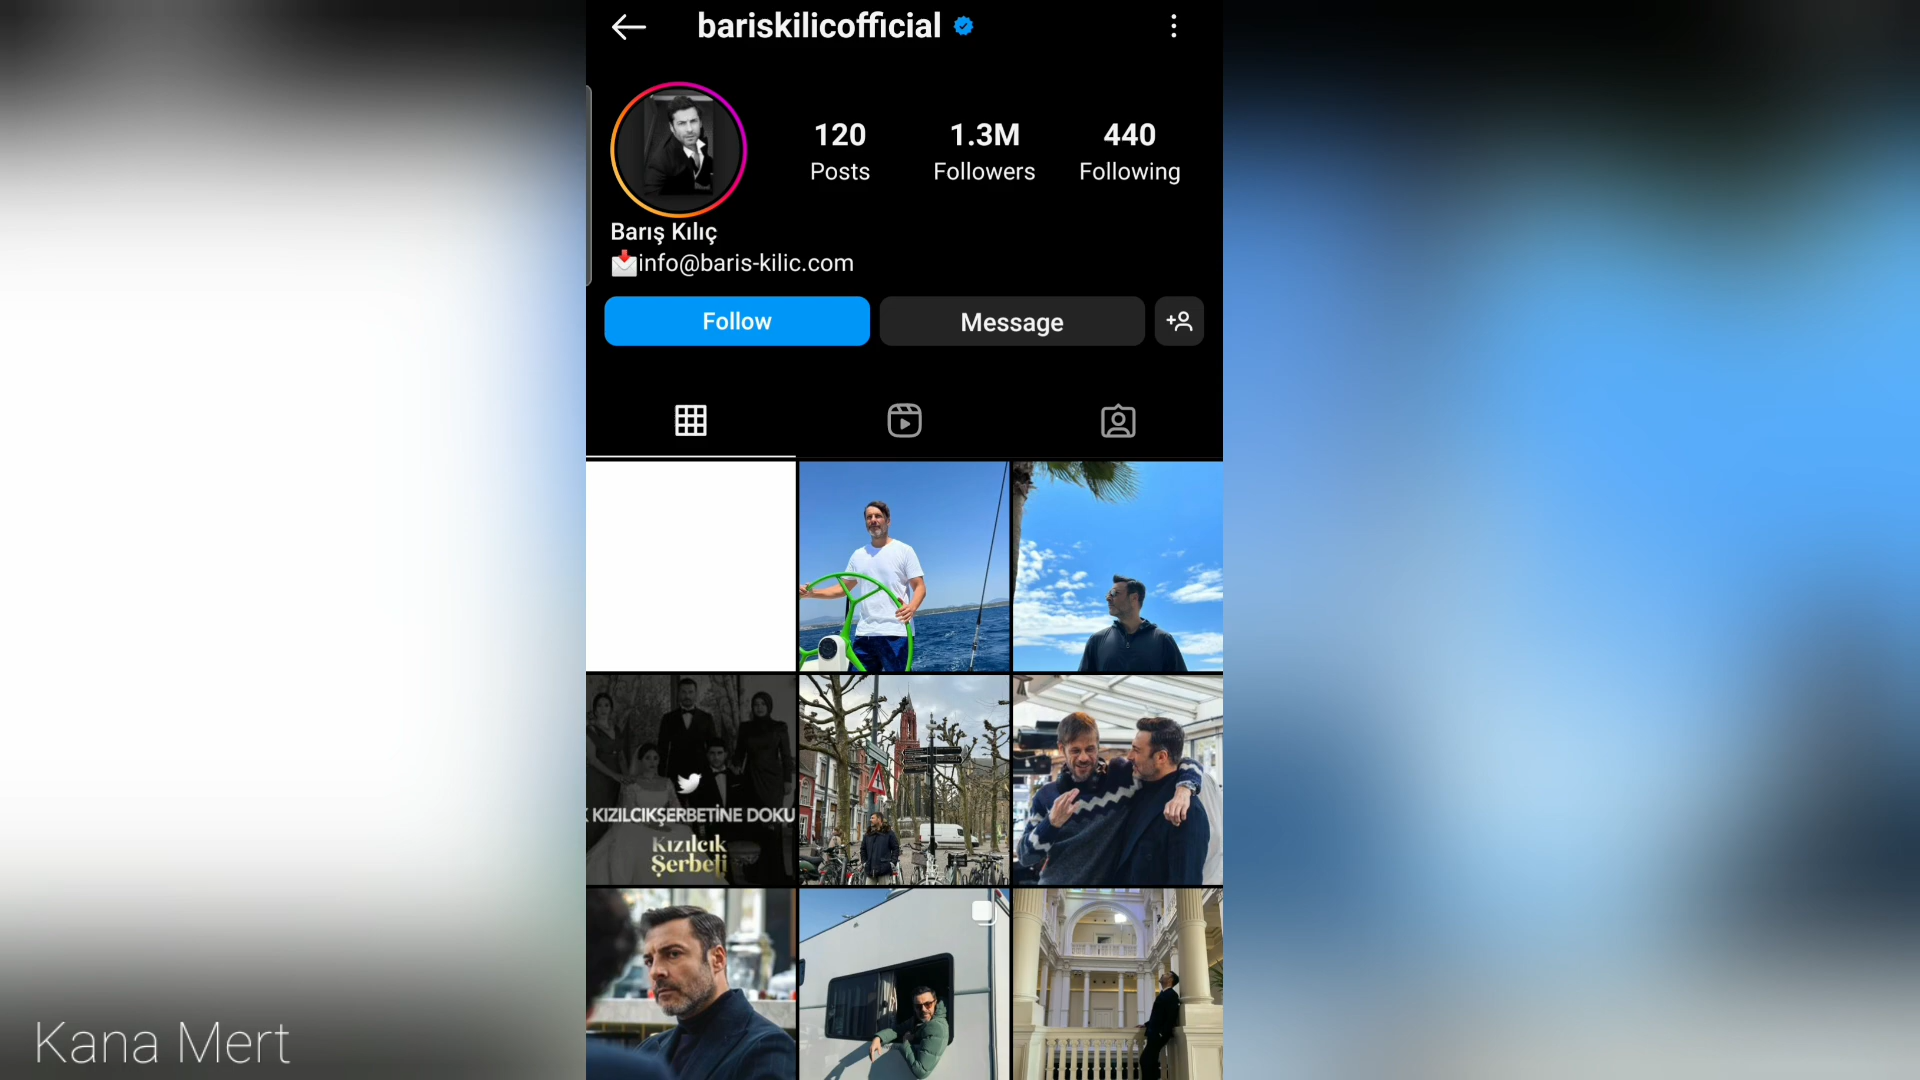 bariskilicofficial
120
Posts
1.3M
Followers
440
Following
Barış Kılıç
info@baris-kilic.com
Follow
Message
KIZILCIKŞERBETİNE DOKU
Kızılcık
Şerbeti
Kana Mert